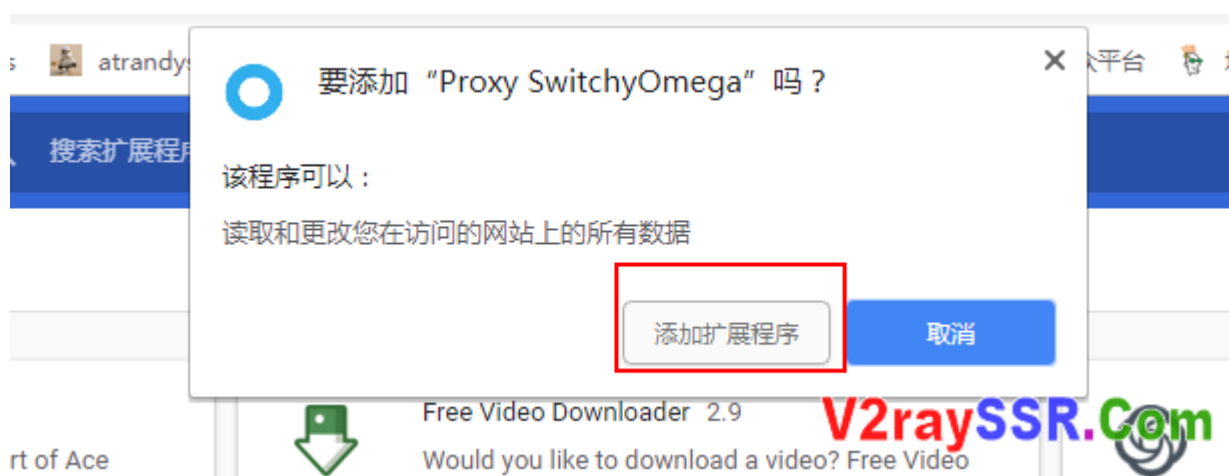 atrandys
要添加“Proxy SwitchyOmega”吗？
众平台
搜索扩展程序
该程序可以：
读取和更改您在访问的网站上的所有数据
添加扩展程序
取消
Free Video Downloader 2.9
V2raySSR.Com
rt of Ace
Would you like to download a video? Free Video